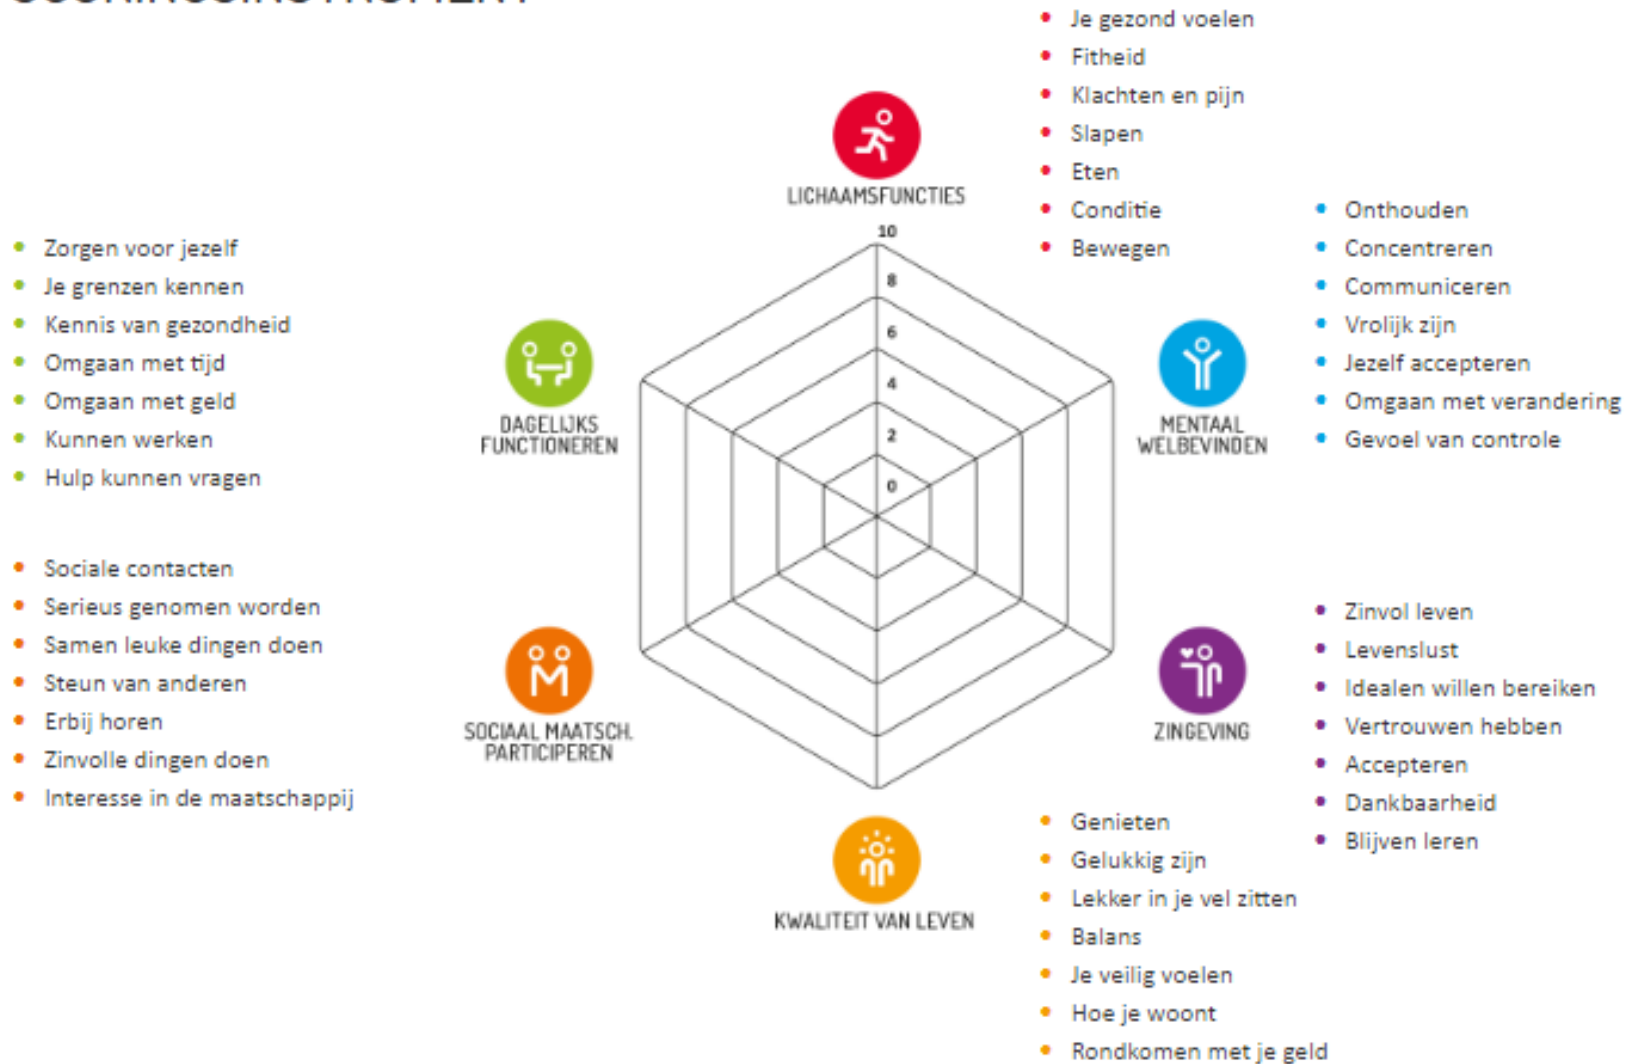 Je gezond voelen
Fitheid
Klachten en pijn
Slapen
Eten
Conditie
Bewegen
LICHAAMSFUNCTIES
10
8
6
4
2
0
Onthouden
Concentreren
Communiceren
Vrolijk zijn
Jezelf accepteren
Omgaan met verandering
Gevoel van controle
MENTAAL
WELBEVINDEN
Zorgen voor jezelf
Je grenzen kennen
Kennis van gezondheid
Omgaan met tijd
Omgaan met geld
Kunnen werken
Hulp kunnen vragen
DAGELIJKS
FUNCTIONEREN
Sociale contacten
Serieus genomen worden
Samen leuke dingen doen
Steun van anderen
Erbij horen
Zinvolle dingen doen
Interesse in de maatschappij
SOCIAAL MAATSCH.
PARTICIPEREN
Zinvol leven
Levenslust
Idealen willen bereiken
Vertrouwen hebben
Accepteren
Dankbaarheid
Blijven leren
ZINGEVING
KWALITEIT VAN LEVEN
Genieten
Gelukkig zijn
Lekker in je vel zitten
Balans
Je veilig voelen
Hoe je woont
Rondkomen met je geld